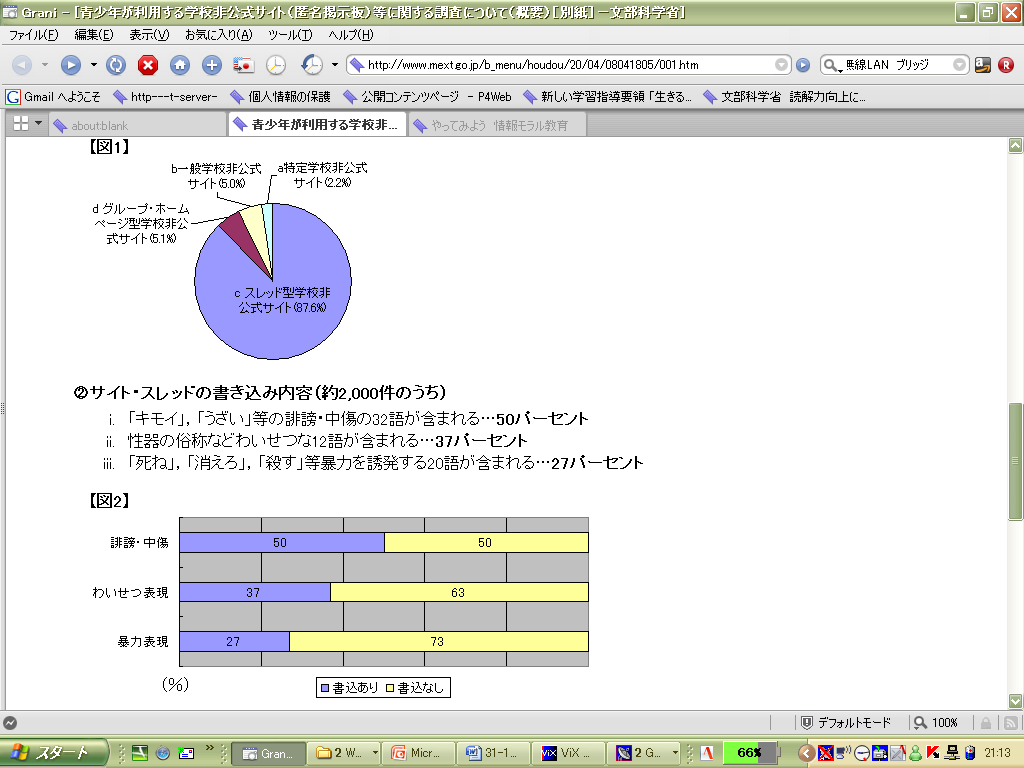 Grani - [青少年が利用する学校非公式サイト(匿名掲示板)等に関する調査について(概要)[別紙]－文部科学省]
ファイル(F) 編集(E) 表示(V) お気に入り(A) ツール(T) ヘルプ(H)
http://www.mext.go.jp/b_menu/houdou/20/04/08041805/001.htm
無線LAN ブリッジ
Gmail へようこそ http---t-server- 個人情報の保護 公開コンテンツページ - P4Web 新しい学習指導要領「生きる... 文部科学省 読解力向上に...
about:blank 青少年が利用する学校非... やってみよう 情報モラル教育
【図1】
b一般学校非公式
サイト(5.0%)
a特定学校非公式
サイト(2.2%)
d グループ・ホーム
ページ型学校非公
式サイト(5.1%)
c スレッド型学校非
公式サイト(87.6%)
②サイト・スレッドの書き込み内容(約2,000件のうち)
i. 「キモイ」,「うざい」等の誹謗・中傷の32語が含まれる…50パーセント
ii. 性器の俗称などわいせつな12語が含まれる…37パーセント
iii. 「死ね」,「消えろ」,「殺す」等暴力を誘発する20語が含まれる…27パーセント
【図2】
誹謗・中傷 50 50
わいせつ表現 37 63
暴力表現 27 73
(%)
書込あり 書込なし
デフォルトモード 100%
スタート Gran... 2 W... Micr... 31-1... ViX ... 2 G... 66% 21:13